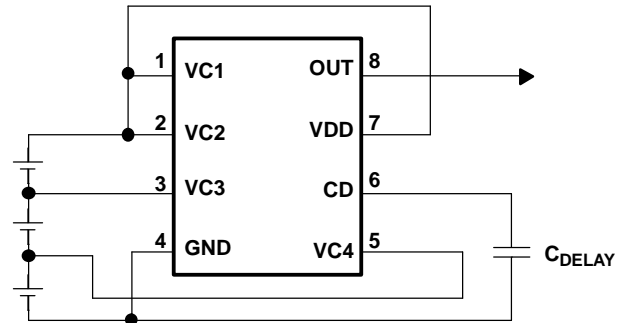 1 VC1 OUT 8
2 VC2 VDD 7
3 VC3 CD 6
4 GND VC4 5
CDELAY